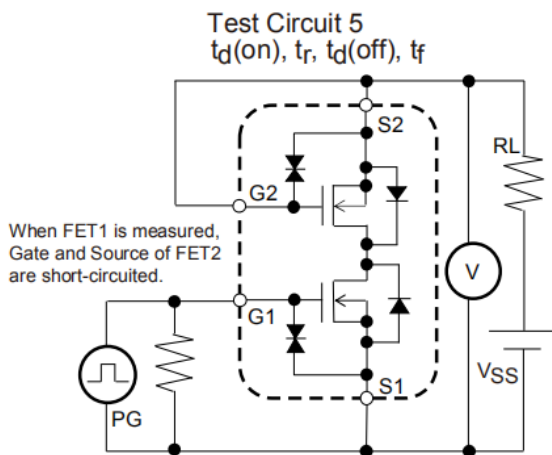 Test Circuit 5
td(on), tr, td(off), tf
S2
RL
G2
When FET1 is measured,
Gate and Source of FET2
are short-circuited.
V
G1
VSS
S1
PG